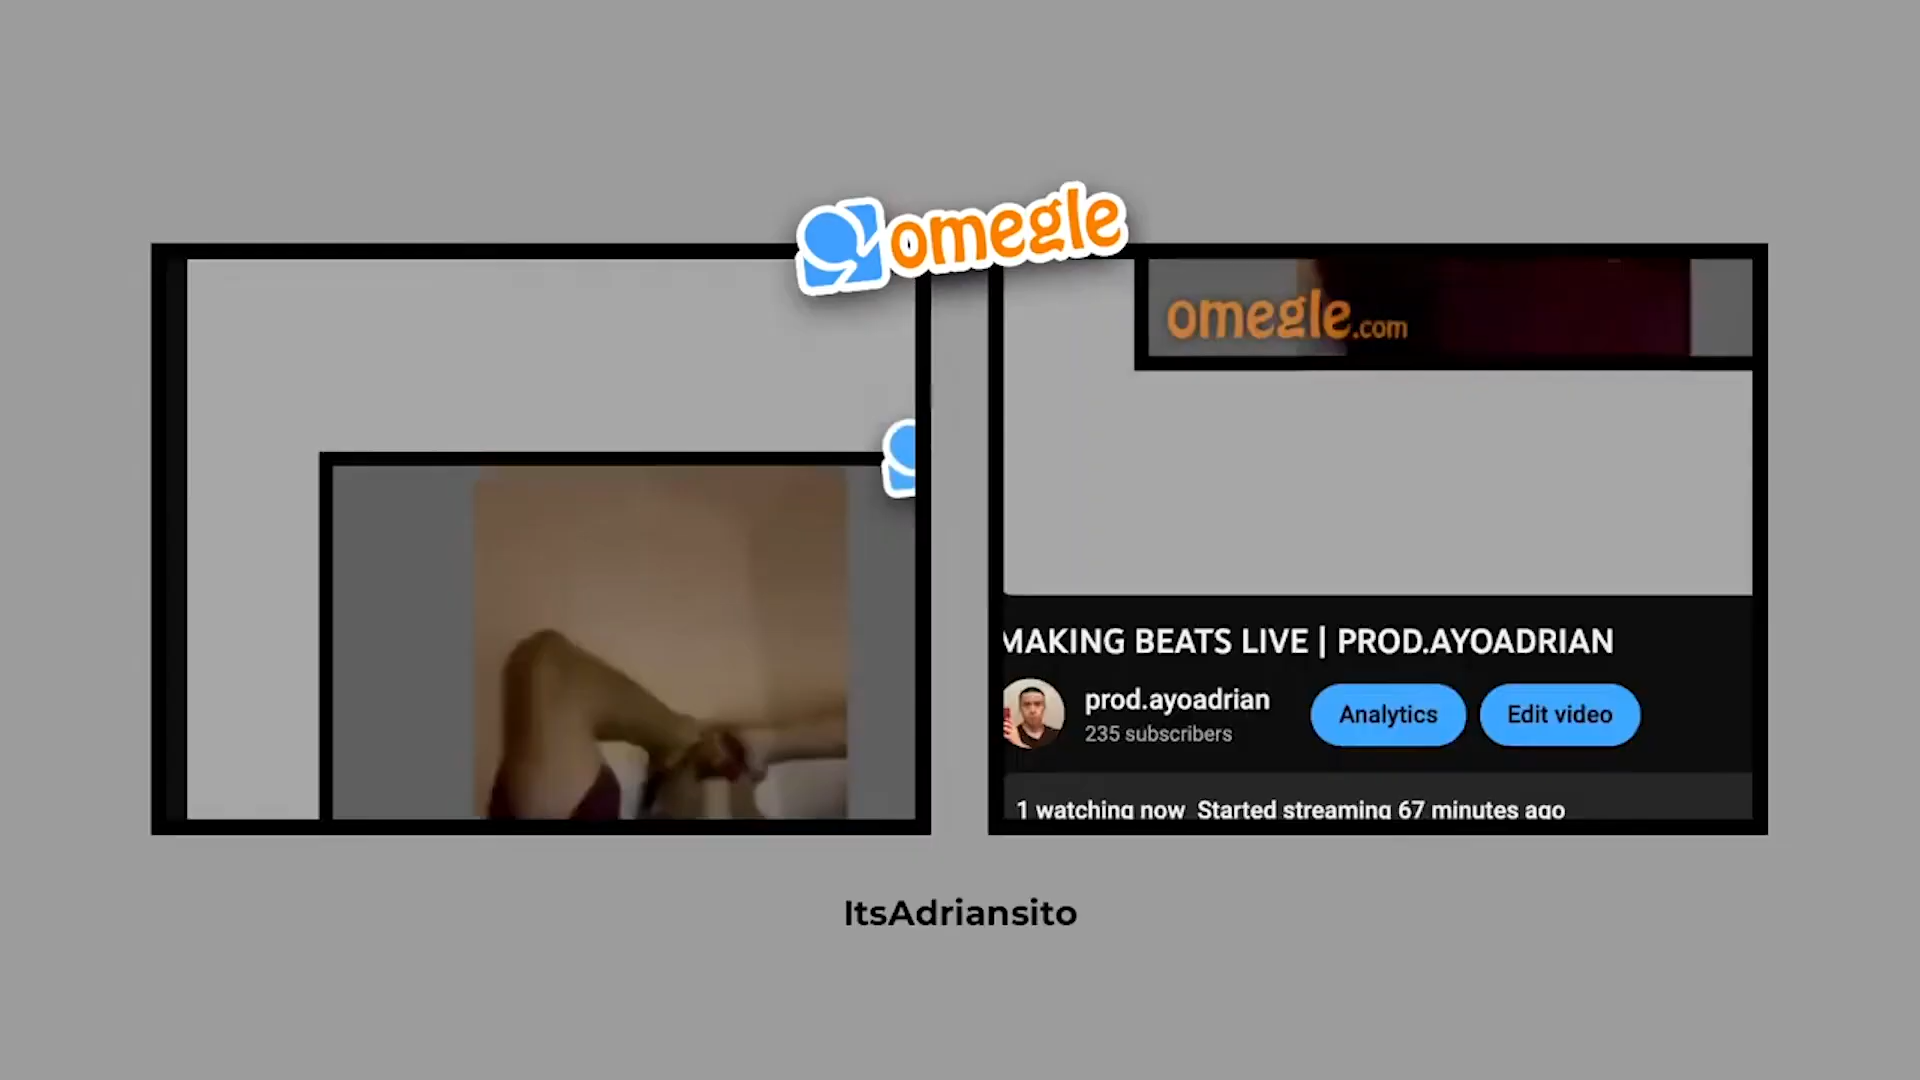 omegle
omegle.com
MAKING BEATS LIVE | PROD.AYOADRIAN
prod.ayoadrian
235 subscribers
Analytics
Edit video
1 watching now Started streaming 67 minutes ago
ItsAdriansito